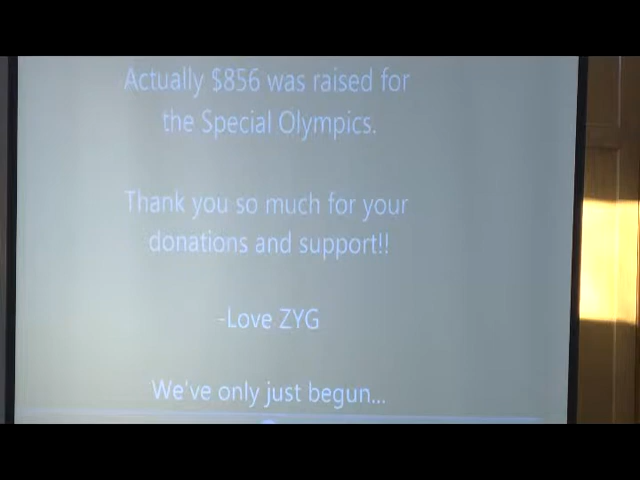 Actually $856 was raised for
the Special Olympics.
Thank you so much for your
donations and support!!
-Love ZYG
We've only just begun...